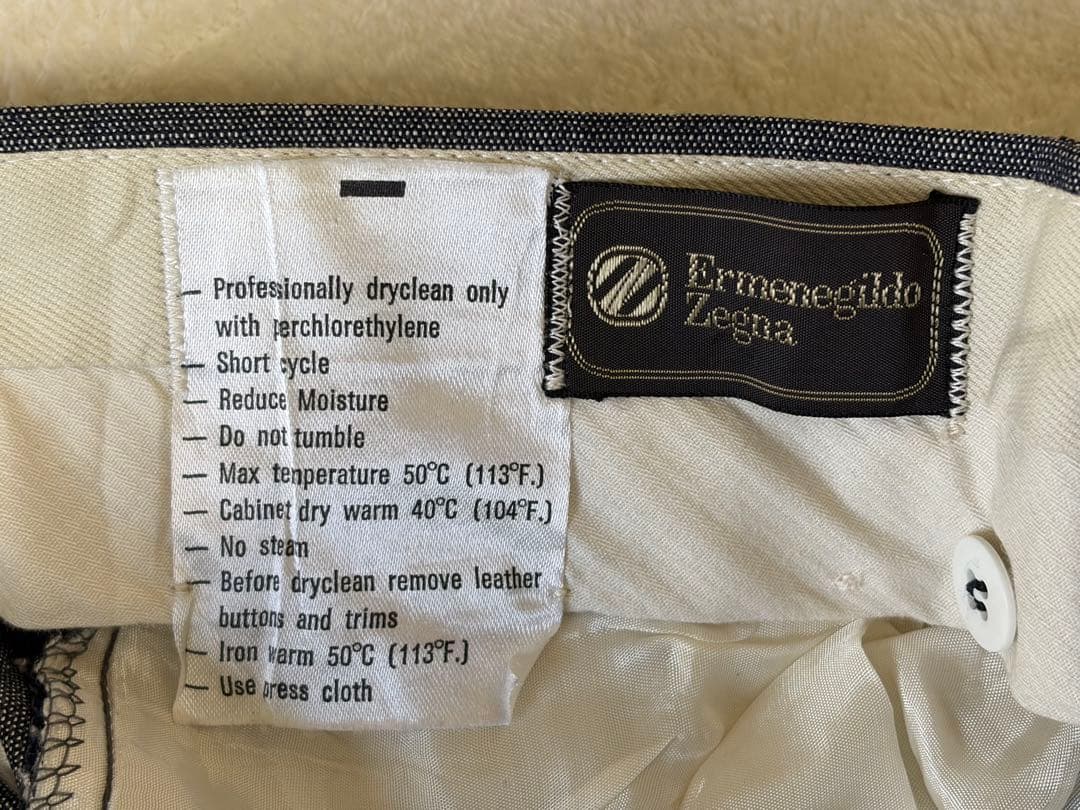 – Professionally dryclean only
with perchlorethylene
– Short cycle
– Reduce Moisture
– Do not tumble
– Max temperature 50°C (113°F.)
– Cabinet dry warm 40°C (104°F.)
– No steam
– Before dryclean remove leather
buttons and trims
– Iron warm 50°C (113°F.)
– Use press cloth
Ermenegildo
Zegna